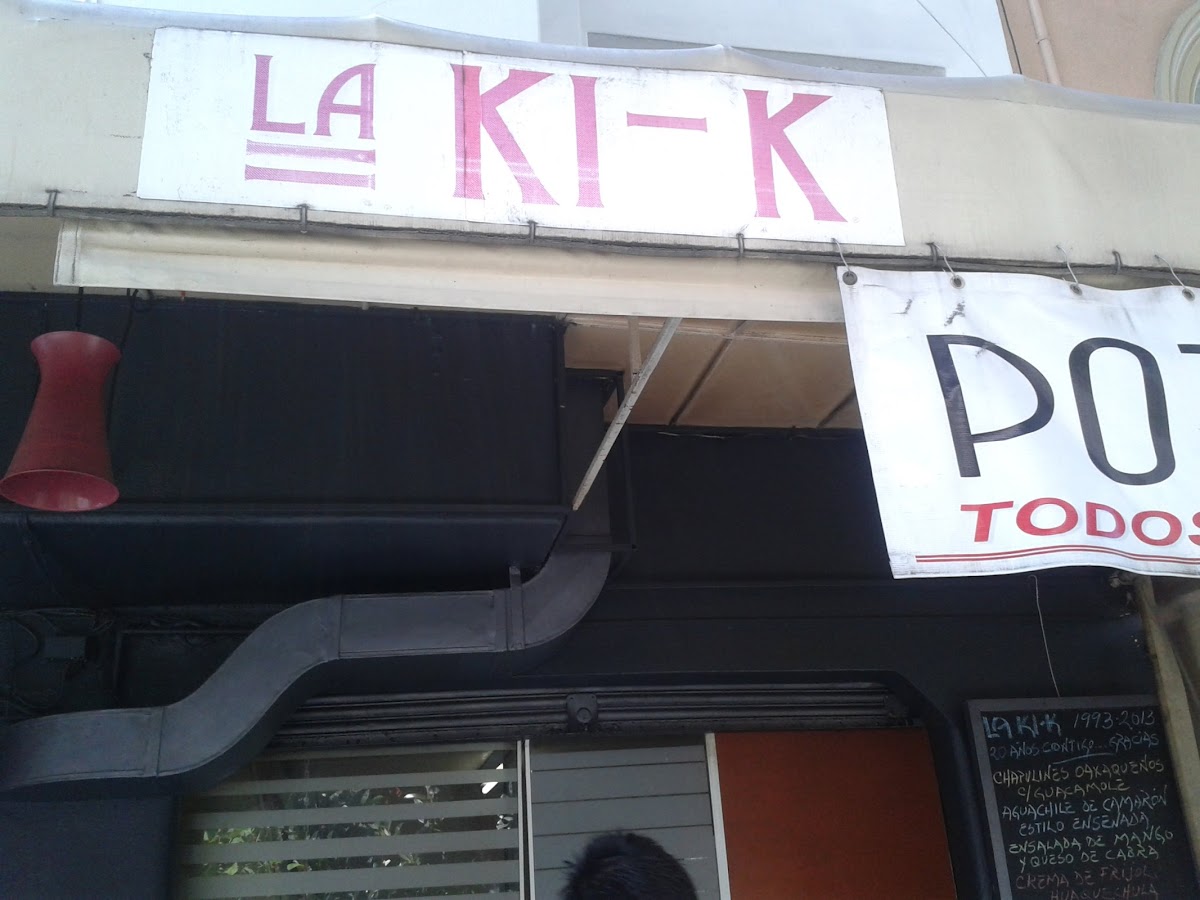 LA KI-K
TODOS
LA KI-K 1993-2013
20 AÑOS CONTIGO... GRACIAS
CHAPULINES OAXAQUEÑOS
C/GUACAMOLE
AGUACHILE DE CAMARÓN
ESTILO ENSENADA
ENSALADA DE MANGO
Y QUESO DE CABRA
CREMA DE FRIJOL
HUAQUECHULA